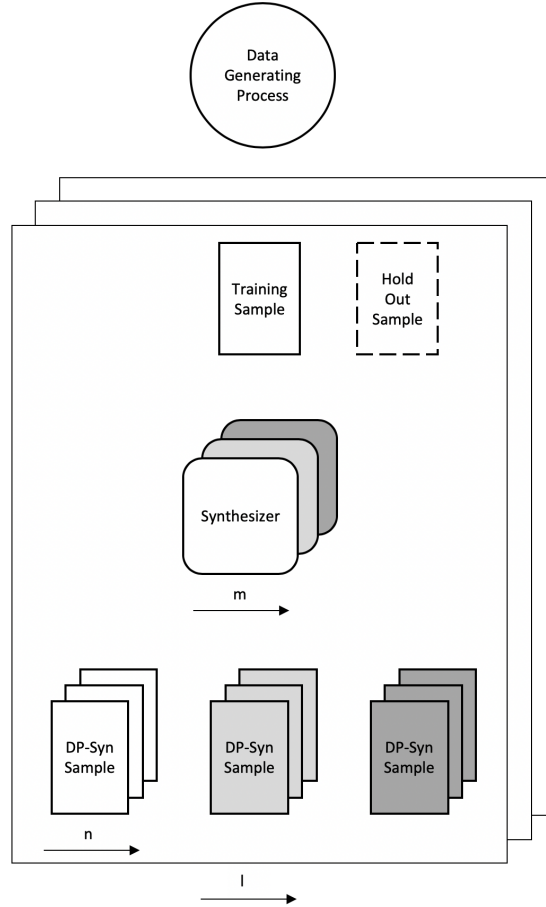 Data
Generating
Process
Training
Sample
Hold
Out
Sample
Synthesizer
m
DP-Syn
Sample
DP-Syn
Sample
DP-Syn
Sample
n
l